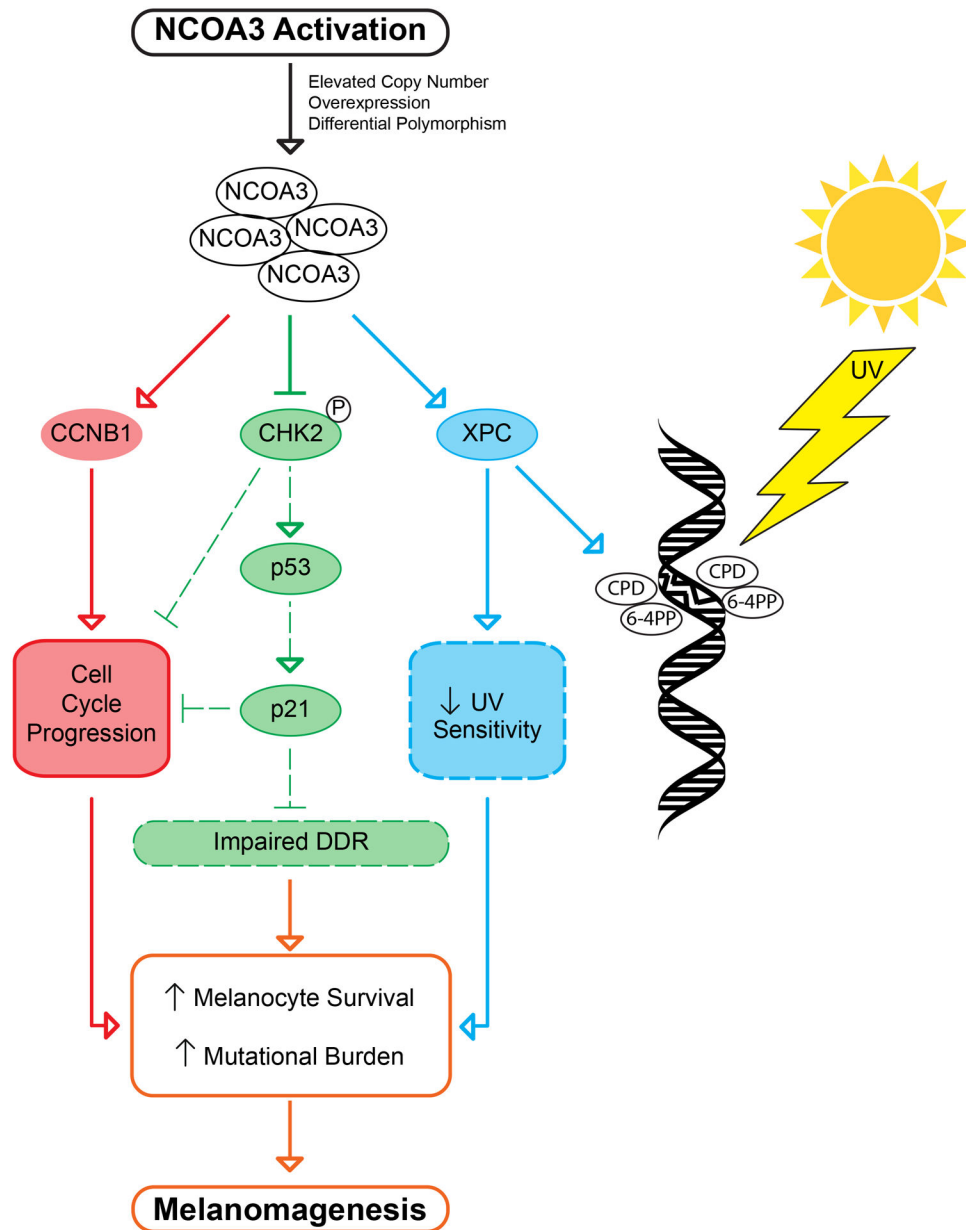 NCOA3 Activation
Elevated Copy Number
Overexpression
Differential Polymorphism
NCOA3
NCOA3
NCOA3
NCOA3
UV
CCNB1
CHK2
P
XPC
p53
CPD
6-4PP
CPD
6-4PP
Cell
Cycle
Progression
p21
↓ UV
Sensitivity
Impaired DDR
↑ Melanocyte Survival
↑ Mutational Burden
Melanomagenesis